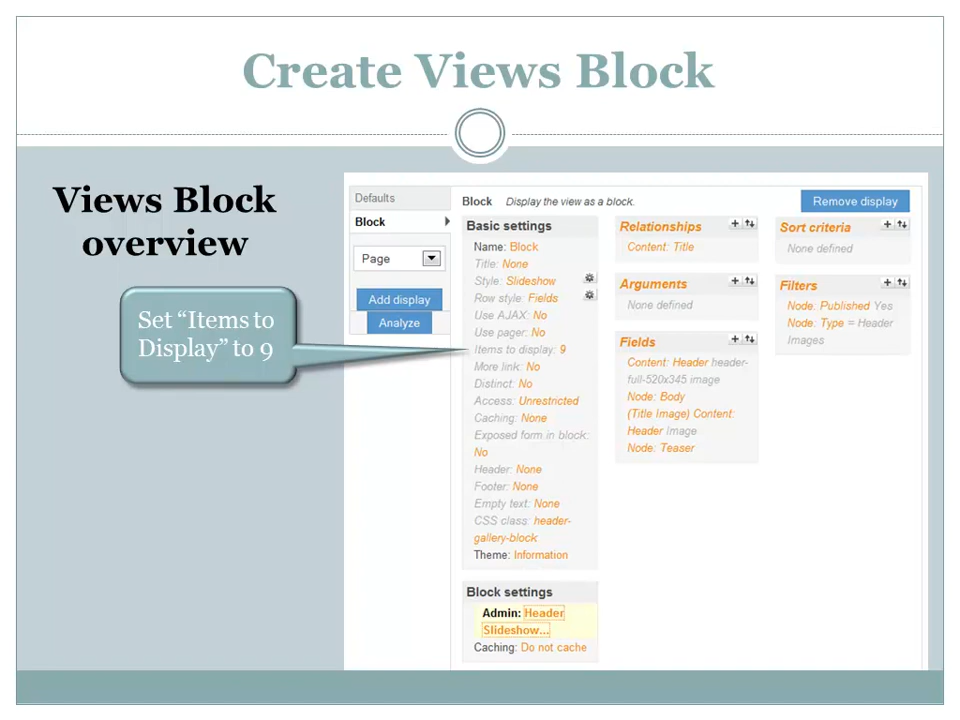 Create Views Block
Views Block
overview
Set “Items to
Display” to 9
Defaults
Block
Page
Add display
Analyze
Block Display the view as a block.
Remove display
Basic settings
Name: Block
Title: None
Style: Slideshow
Row style: Fields
Use AJAX: No
Use pager: No
Items to display: 9
More link: No
Distinct: No
Access: Unrestricted
Caching: None
Exposed form in block:
No
Header: None
Footer: None
Empty text: None
CSS class: header-
gallery-block
Theme: Information
Block settings
Admin: Header
Slideshow...
Caching: Do not cache
Relationships
Content: Title
Arguments
None defined
Fields
Content: Header header-
full-520x345 image
Node: Body
(Title Image) Content:
Header Image
Node: Teaser
Sort criteria
None defined
Filters
Node: Published Yes
Node: Type = Header
Images